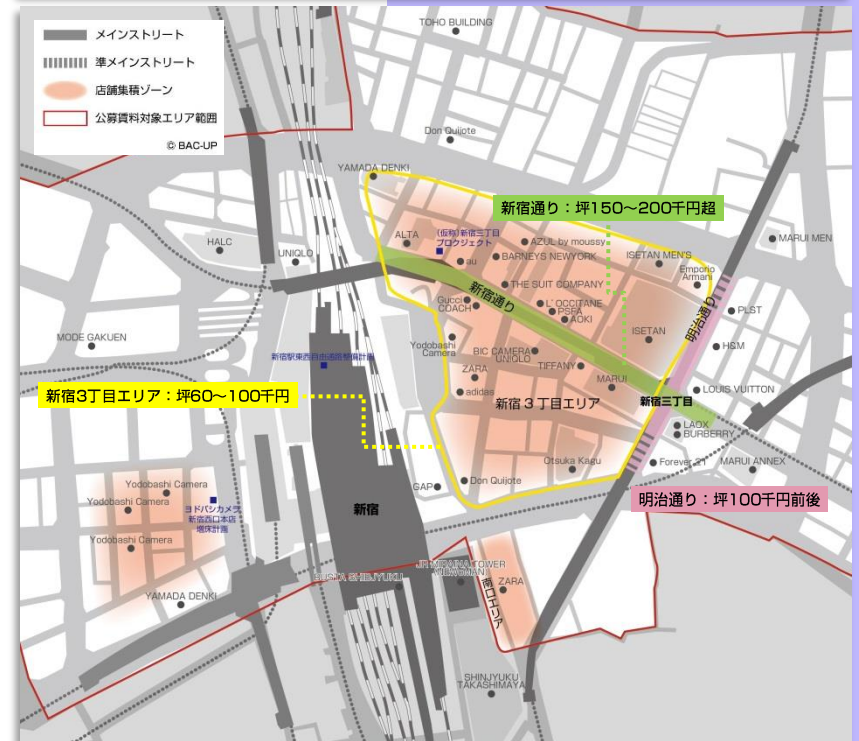 メインストリート
準メインストリート
店舗集積ゾーン
公募賃料対象エリア範囲
© BAC-UP
TOHO BUILDING
Don Quijote
YAMADA DENKI
新宿通り：坪150～200千円超
ALTA
(仮称)新宿三丁目
プロクジェクト
au
AZUL by moussy
BARNEYS NEWYORK
ISETAN MEN'S
Emporio
Armani
MARUI MEN
HALC
UNIQLO
THE SUIT COMPANY
新宿通り
Gucci
COACH
L' OCCITANE
PSFA
AOKI
ISETAN
明治通り
PLST
H&M
MODE GAKUEN
新宿駅東西自由通路整備計画
Yodobashi
Camera
BIC CAMERA
UNIQLO
TIFFANY
ZARA
MARUI
adidas
新宿３丁目エリア
新宿三丁目
LOUIS VUITTON
新宿3丁目エリア：坪60～100千円
LAOX
BURBERRY
Otsuka Kagu
Forever 21
MARUI ANNEX
GAP
Don Quijote
明治通り：坪100千円前後
新宿
Yodobashi Camera
Yodobashi Camera
Yodobashi Camera
ヨドバシカメラ
新宿西口本店
増床計画
YAMADA DENKI
BUSTA SHINJYUKU
JR MIRAINA TOWER
NEWOMAN
ZARA
南口エリア
SHINJYUKU
TAKASHIMAYA